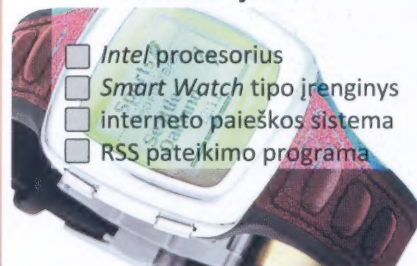 Intel procesorius
Smart Watch tipo įrenginys
interneto paieškos sistema
RSS pateikimo programa